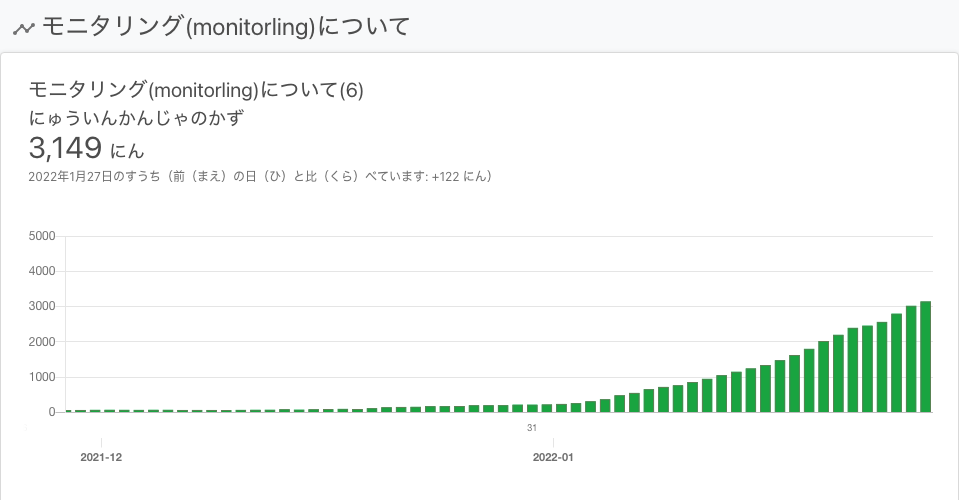 モニタリング(monitorling)について
モニタリング(monitorling)について(6)
にゅういんかんじゃのかず
3,149 にん
2022年1月27日のすうち（前（まえ）の日（ひ）と比（くら）べています: +122 にん）
5000
4000
3000
2000
1000
0
31
2021-12
2022-01